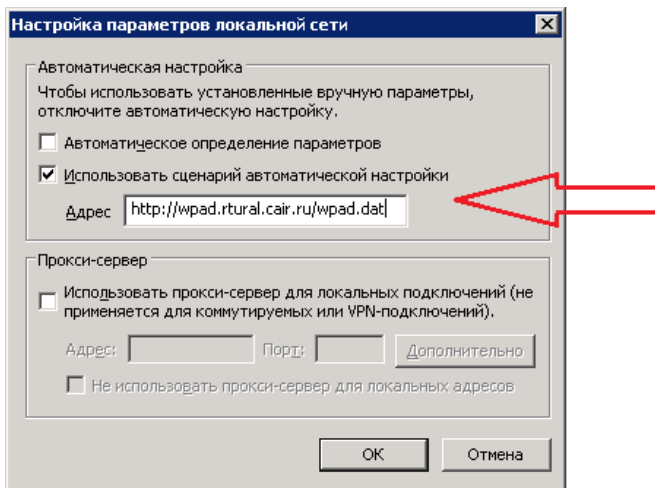 Настройка параметров локальной сети
Автоматическая настройка
Чтобы использовать установленные вручную параметры,
отключите автоматическую настройку.
Автоматическое определение параметров
Использовать сценарий автоматической настройки
Адрес http://wpad.rtural.cair.ru/wpad.dat
Прокси-сервер
Использовать прокси-сервер для локальных подключений (не
применяется для коммутируемых или VPN-подключений).
Адрес: Порт: Дополнительно
Не использовать прокси-сервер для локальных адресов
OK Отмена